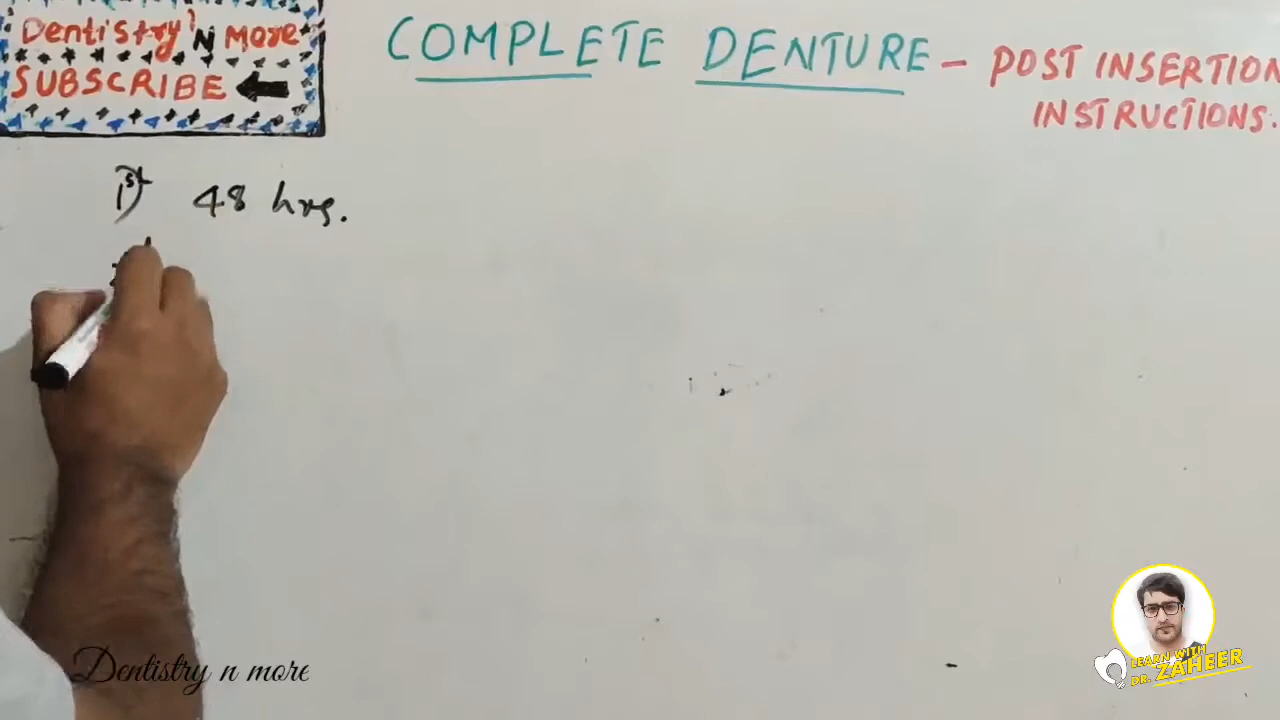 Dentistry 'N More
SUBSCRIBE
COMPLETE DENTURE - POST INSERTION
INSTRUCTIONS.
1st 48 hrs.
Dentistry n more
LEARN WITH
DR. ZAHEER